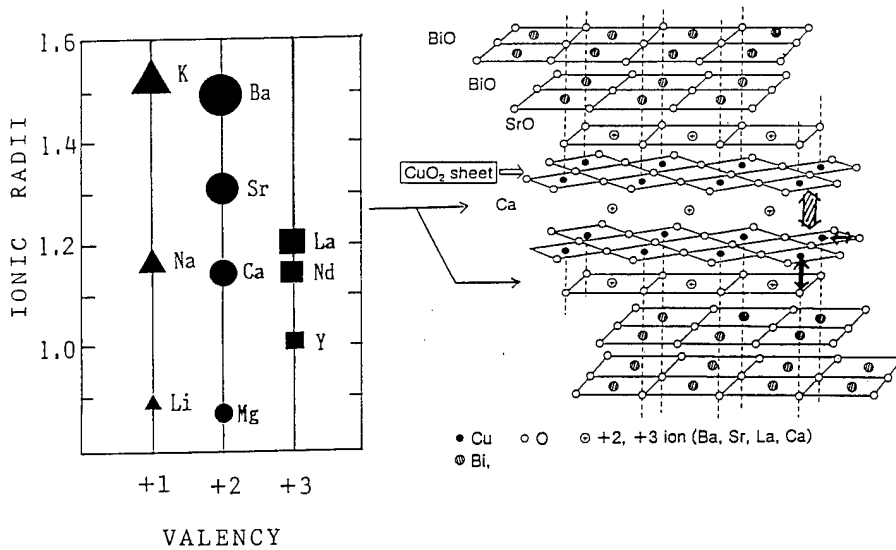 IONIC RADII
1.6
1.4
1.2
1.0
K
Ba
Sr
La
Na
Ca
Nd
Y
Li
Mg
+1 +2 +3
VALENCY
BiO
BiO
SrO
CuO₂ sheet
Ca
Cu O +2, +3 ion (Ba, Sr, La, Ca)
Bi,